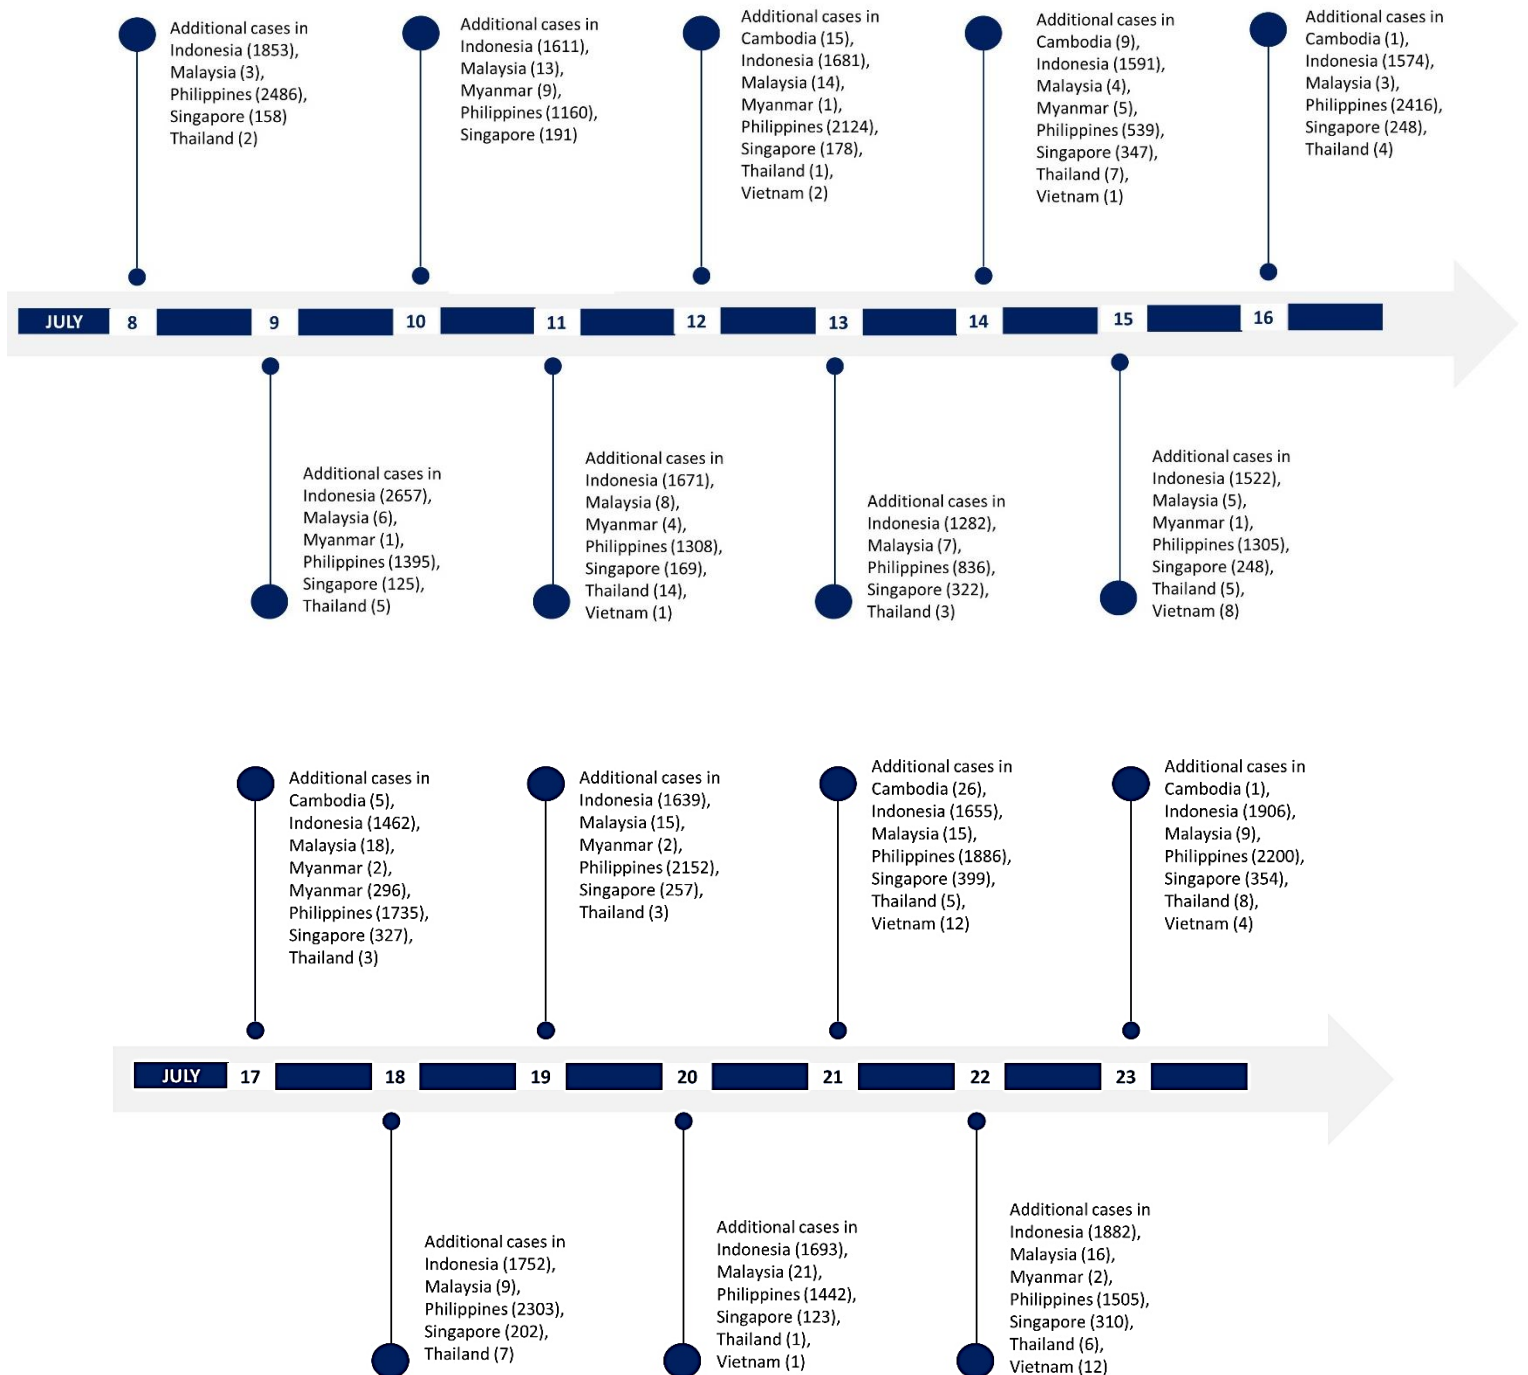 Additional cases in
Indonesia (1853),
Malaysia (3),
Philippines (2486),
Singapore (158)
Thailand (2)
Additional cases in
Indonesia (1611),
Malaysia (13),
Myanmar (9),
Philippines (1160),
Singapore (191)
Additional cases in
Cambodia (15),
Indonesia (1681),
Malaysia (14),
Myanmar (1),
Philippines (2124),
Singapore (178),
Thailand (1),
Vietnam (2)
Additional cases in
Cambodia (9),
Indonesia (1591),
Malaysia (4),
Myanmar (5),
Philippines (539),
Singapore (347),
Thailand (7),
Vietnam (1)
Additional cases in
Cambodia (1),
Indonesia (1574),
Malaysia (3),
Philippines (2416),
Singapore (248),
Thailand (4)
JULY 8 9 10 11 12 13 14 15 16
Additional cases in
Indonesia (2657),
Malaysia (6),
Myanmar (1),
Philippines (1395),
Singapore (125),
Thailand (5)
Additional cases in
Indonesia (1671),
Malaysia (8),
Myanmar (4),
Philippines (1308),
Singapore (169),
Thailand (14),
Vietnam (1)
Additional cases in
Indonesia (1282),
Malaysia (7),
Philippines (836),
Singapore (322),
Thailand (3)
Additional cases in
Indonesia (1522),
Malaysia (5),
Myanmar (1),
Philippines (1305),
Singapore (248),
Thailand (5),
Vietnam (8)
Additional cases in
Cambodia (5),
Indonesia (1462),
Malaysia (18),
Myanmar (2),
Myanmar (296),
Philippines (1735),
Singapore (327),
Thailand (3)
Additional cases in
Indonesia (1639),
Malaysia (15),
Myanmar (2),
Philippines (2152),
Singapore (257),
Thailand (3)
Additional cases in
Cambodia (26),
Indonesia (1655),
Malaysia (15),
Philippines (1886),
Singapore (399),
Thailand (5),
Vietnam (12)
Additional cases in
Cambodia (1),
Indonesia (1906),
Malaysia (9),
Philippines (2200),
Singapore (354),
Thailand (8),
Vietnam (4)
JULY 17 18 19 20 21 22 23
Additional cases in
Indonesia (1752),
Malaysia (9),
Philippines (2303),
Singapore (202),
Thailand (7)
Additional cases in
Indonesia (1693),
Malaysia (21),
Philippines (1442),
Singapore (123),
Thailand (1),
Vietnam (1)
Additional cases in
Indonesia (1882),
Malaysia (16),
Myanmar (2),
Philippines (1505),
Singapore (310),
Thailand (6),
Vietnam (12)